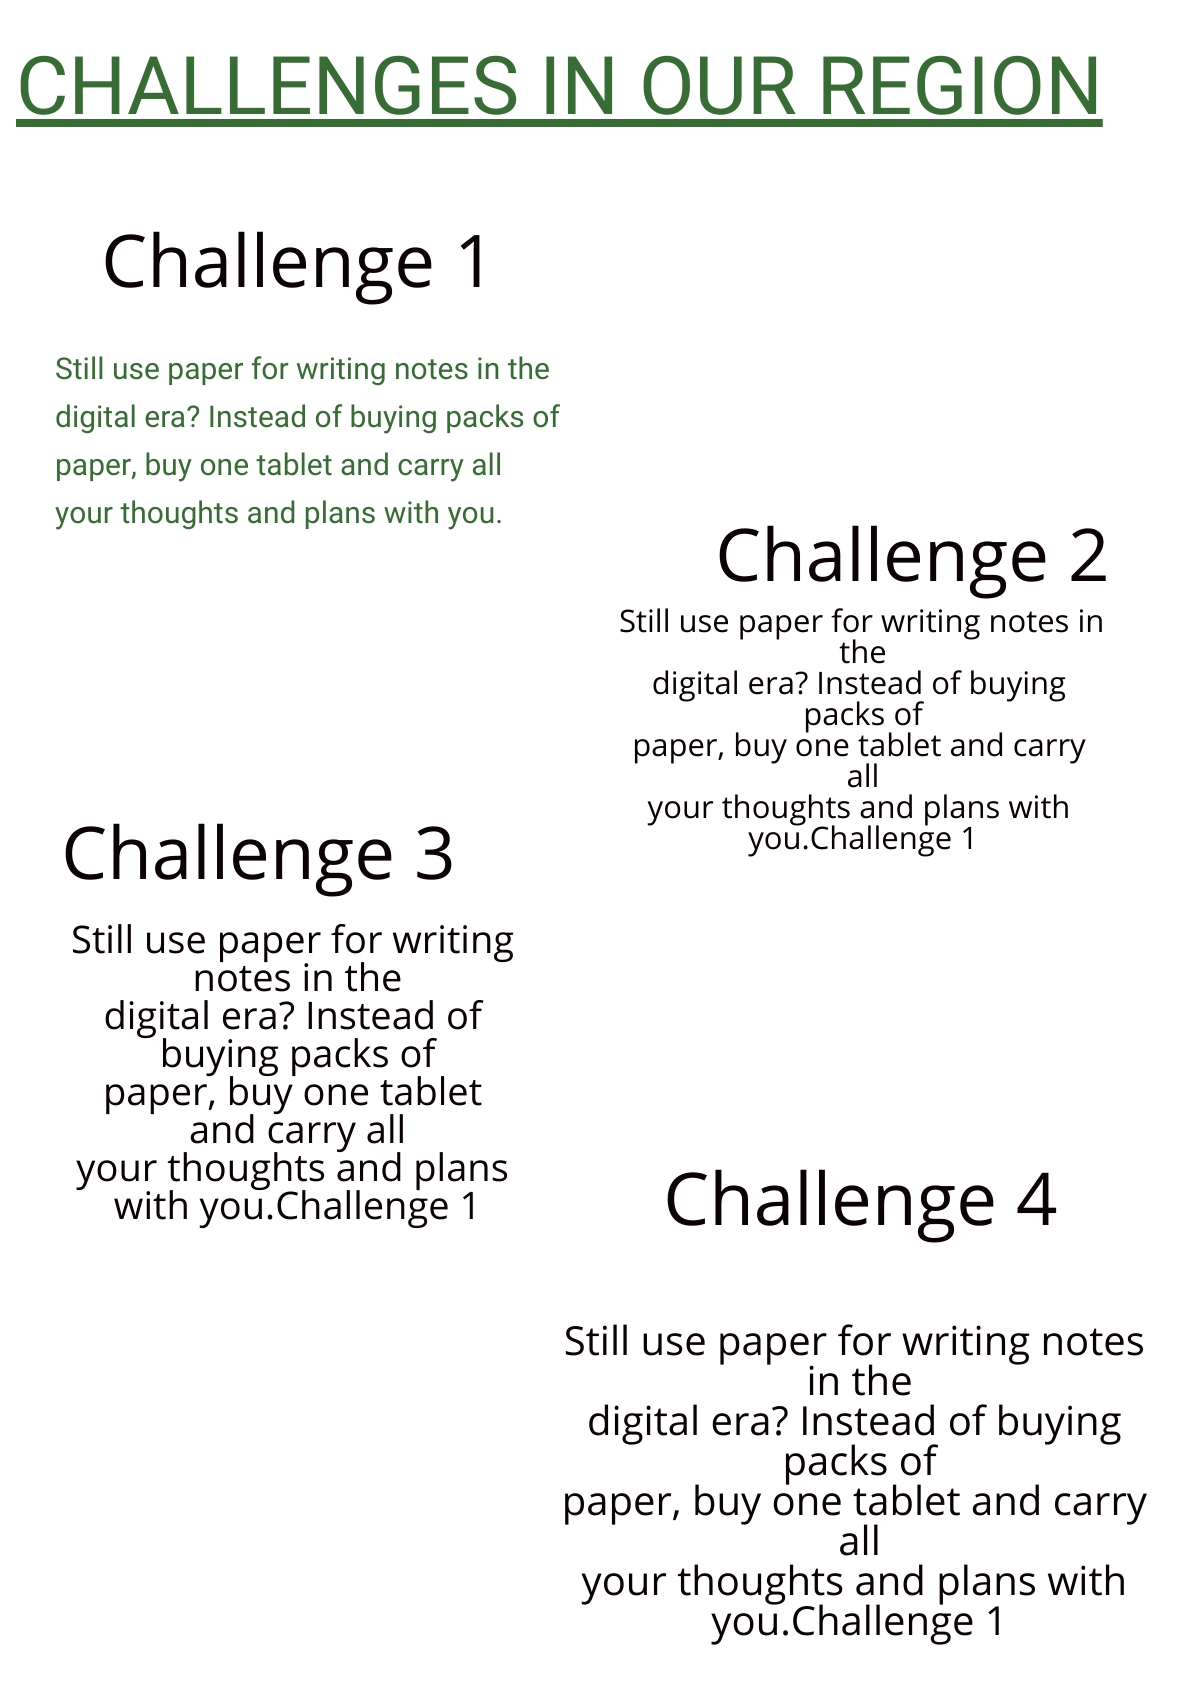 CHALLENGES IN OUR REGION
Challenge 1
Still use paper for writing notes in the
digital era? Instead of buying packs of
paper, buy one tablet and carry all
your thoughts and plans with you.
Challenge 2
Still use paper for writing notes in
the
digital era? Instead of buying
packs of
paper, buy one tablet and carry
all
your thoughts and plans with
you.Challenge 1
Challenge 3
Still use paper for writing
notes in the
digital era? Instead of
buying packs of
paper, buy one tablet
and carry all
your thoughts and plans
with you.Challenge 1
Challenge 4
Still use paper for writing notes
in the
digital era? Instead of buying
packs of
paper, buy one tablet and carry
all
your thoughts and plans with
you.Challenge 1